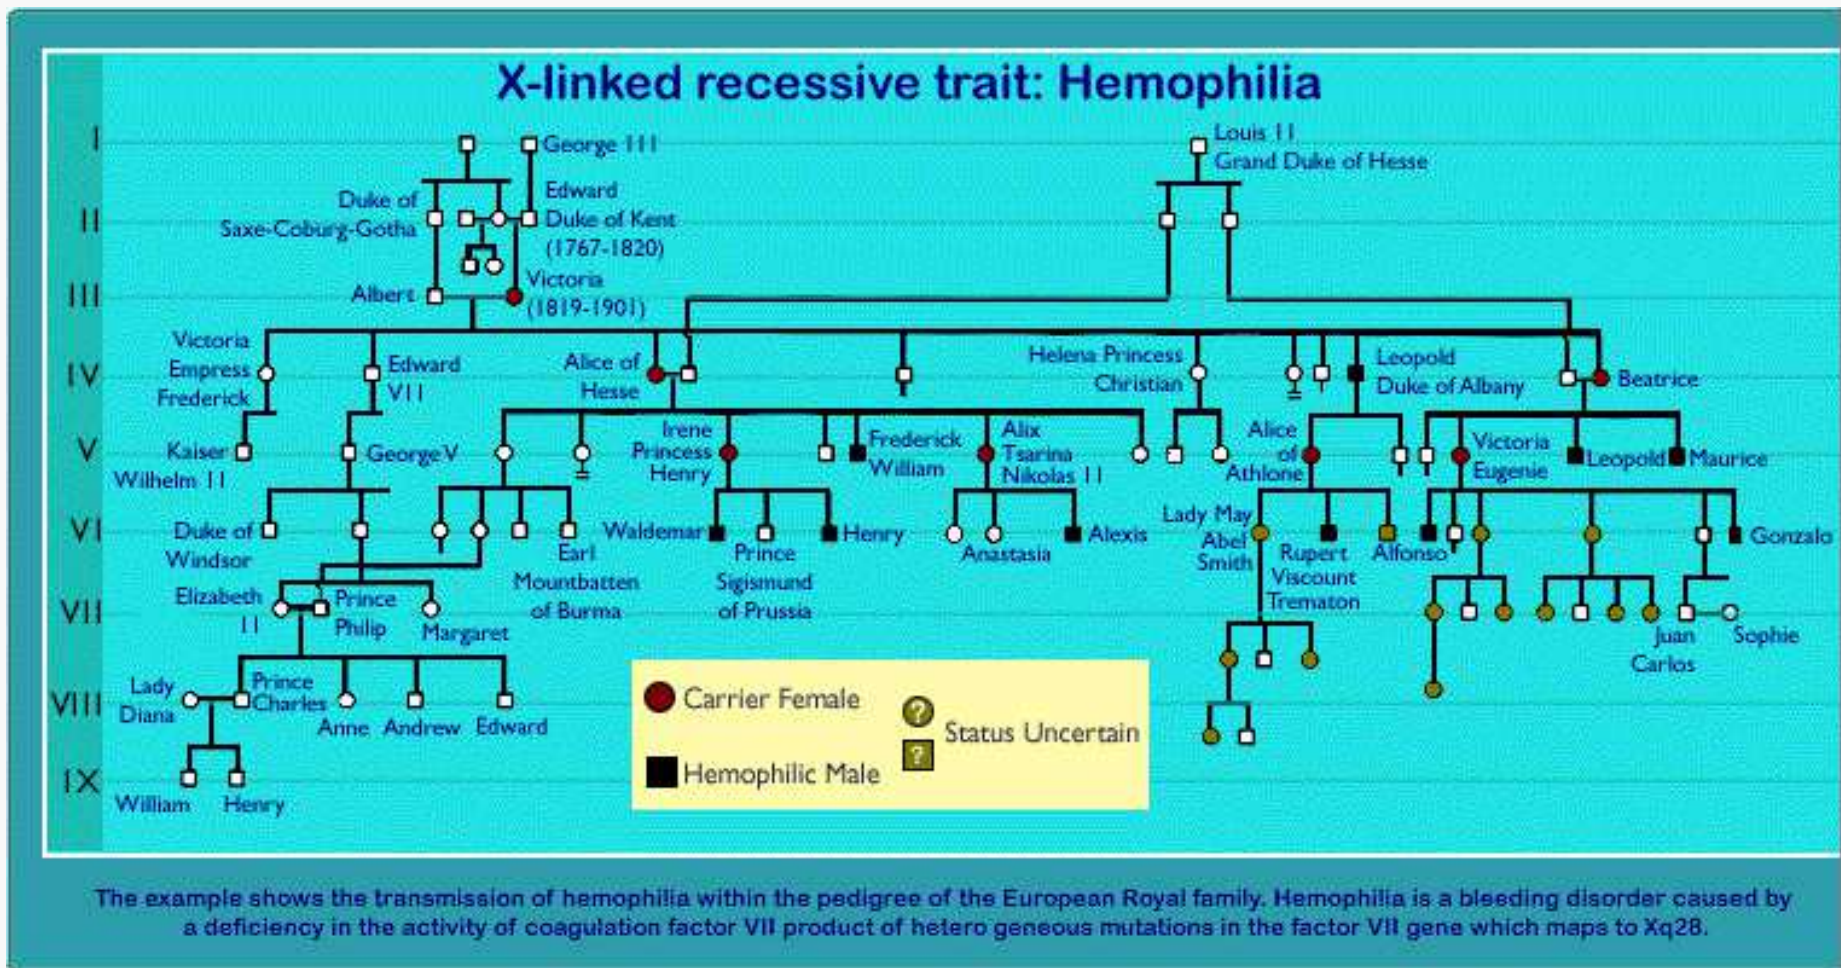 X-linked recessive trait: Hemophilia
I
George III
Louis II
Grand Duke of Hesse
II
Duke of
Saxe-Coburg-Gotha
Edward
Duke of Kent
(1767-1820)
III
Albert
Victoria
(1819-1901)
IV
Victoria
Empress
Frederick
Edward
VII
Alice of
Hesse
Helena Princess
Christian
Leopold
Duke of Albany
Beatrice
V
Kaiser
Wilhelm II
George V
Irene
Princess
Henry
Frederick
William
Alix
Tsarina
Nikolas II
Alice
of
Athlone
Victoria
Eugenie
Leopold
Maurice
VI
Duke of
Windsor
Earl
Mountbatten
of Burma
Waldemar
Prince
Sigismund
of Prussia
Henry
Anastasia
Alexis
Lady May
Abel
Smith
Rupert
Viscount
Trematon
Alfonso
Gonzalo
VII
Elizabeth
II
Prince
Philip
Margaret
Juan
Carlos
Sophie
VIII
Lady
Diana
Prince
Charles
Anne
Andrew
Edward
IX
William
Henry
Carrier Female
Hemophilic Male
?
?
Status Uncertain
The example shows the transmission of hemophilia within the pedigree of the European Royal family. Hemophilia is a bleeding disorder caused by
a deficiency in the activity of coagulation factor VII product of hetero geneous mutations in the factor VII gene which maps to Xq28.